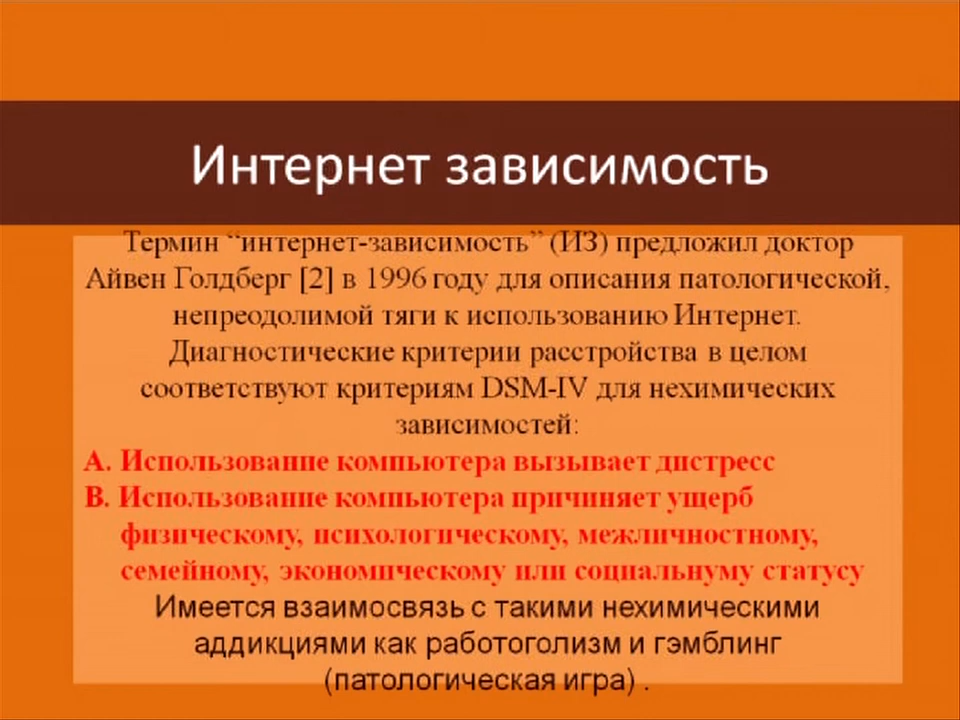 Интернет зависимость
Термин “интернет-зависимость” (ИЗ) предложил доктор
Айвен Голдберг [2] в 1996 году для описания патологической,
непреодолимой тяги к использованию Интернет.
Диагностические критерии расстройства в целом
соответствуют критериям DSM-IV для нехимических
зависимостей:
А. Использование компьютера вызывает дистресс
В. Использование компьютера причиняет ущерб
физическому, психологическому, межличностному,
семейному, экономическому или социальнуму статусу
Имеется взаимосвязь с такими нехимическими
аддикциями как работоголизм и гэмблинг
(патологическая игра) .